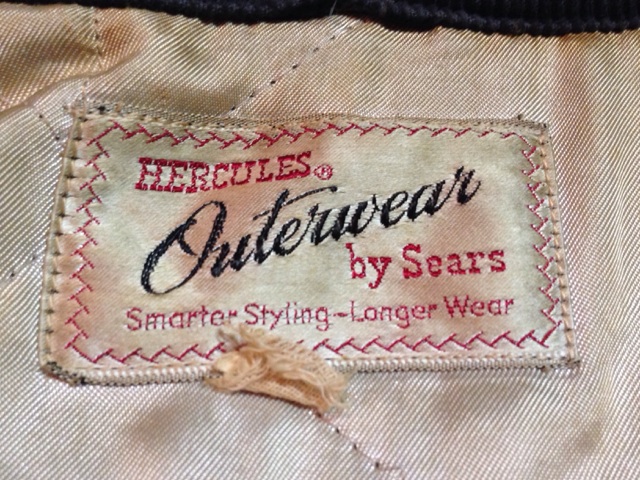 HERCULES®
Outerwear
by Sears
Smarter Styling~Longer Wear